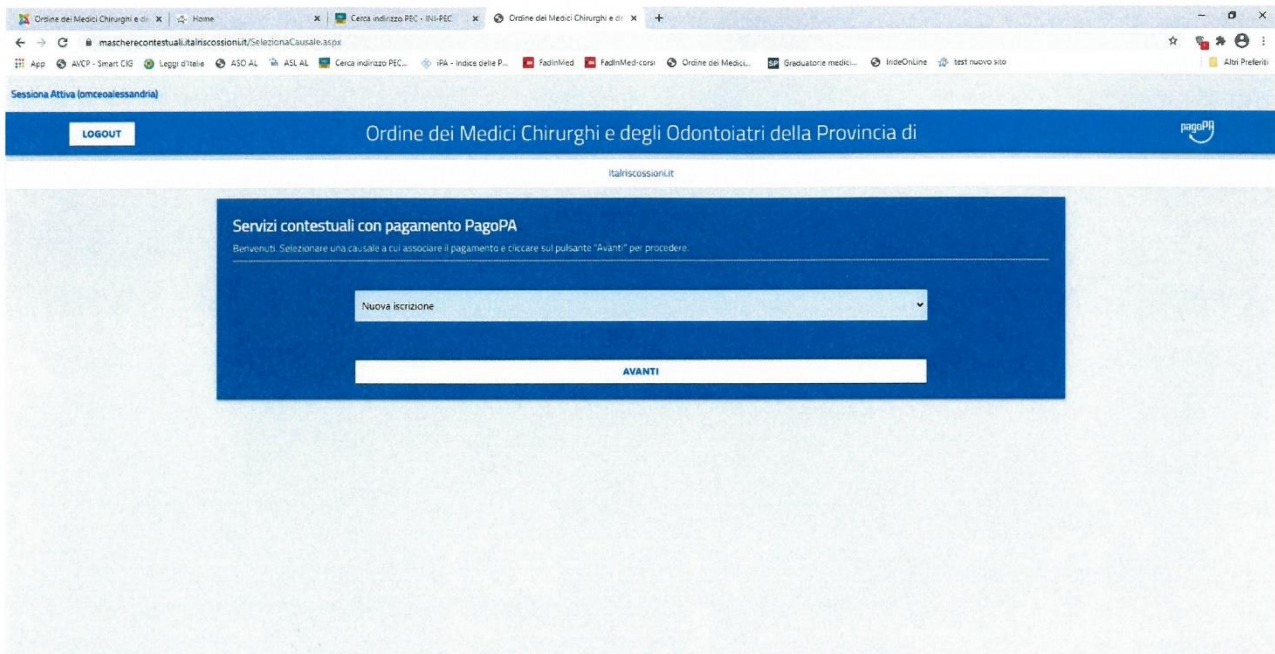 Ordine dei Medici Chirurghi e di
Home
Cerca indirizzo PEC - INI-PEC
Ordine dei Medici Chirurghi e di
mascherecontestuali.italriscossioni.it/SelezionaCausale.aspx
App
AVCP - Smart CIG
Leggi d'Italia
ASO AL
ASL AL
Cerca indirizzo PEC...
iPA - Indice delle P...
FadInMed
FadInMed-corsi
Ordine dei Medici...
SP
Graduatorie medici...
IndeOnLine
test nuovo sito
Altri Preferiti
Sessiona Attiva (omceoalessandria)
LOGOUT
Ordine dei Medici Chirurghi e degli Odontoiatri della Provincia di
pagoPA
italriscossioni.it
Servizi contestuali con pagamento PagoPA
Benvenuti. Selezionare una causale a cui associare il pagamento e cliccare sul pulsante "Avanti" per procedere.
Nuova iscrizione
AVANTI